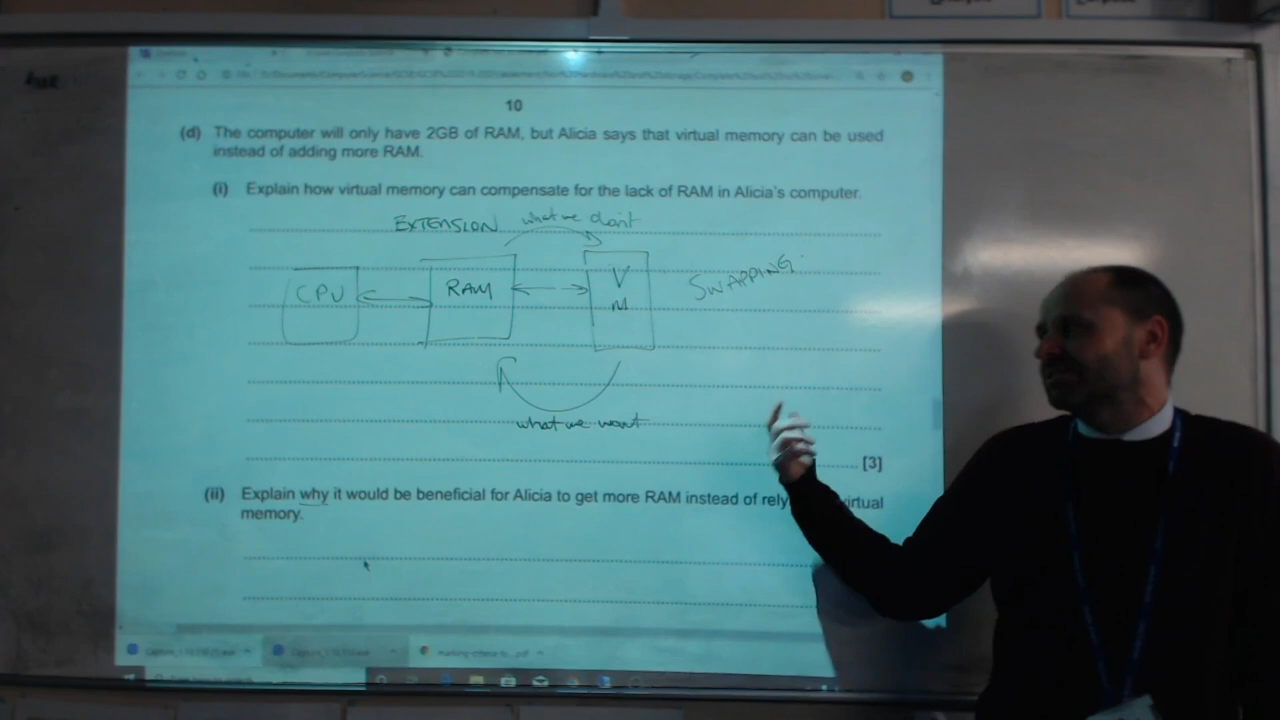 10
(d) The computer will only have 2GB of RAM, but Alicia says that virtual memory can be used
instead of adding more RAM.
(i) Explain how virtual memory can compensate for the lack of RAM in Alicia's computer.
EXTENSION what we don't
CPU RAM V M SWAPPING
what we want
[3]
(ii) Explain why it would be beneficial for Alicia to get more RAM instead of rely virtual
memory.